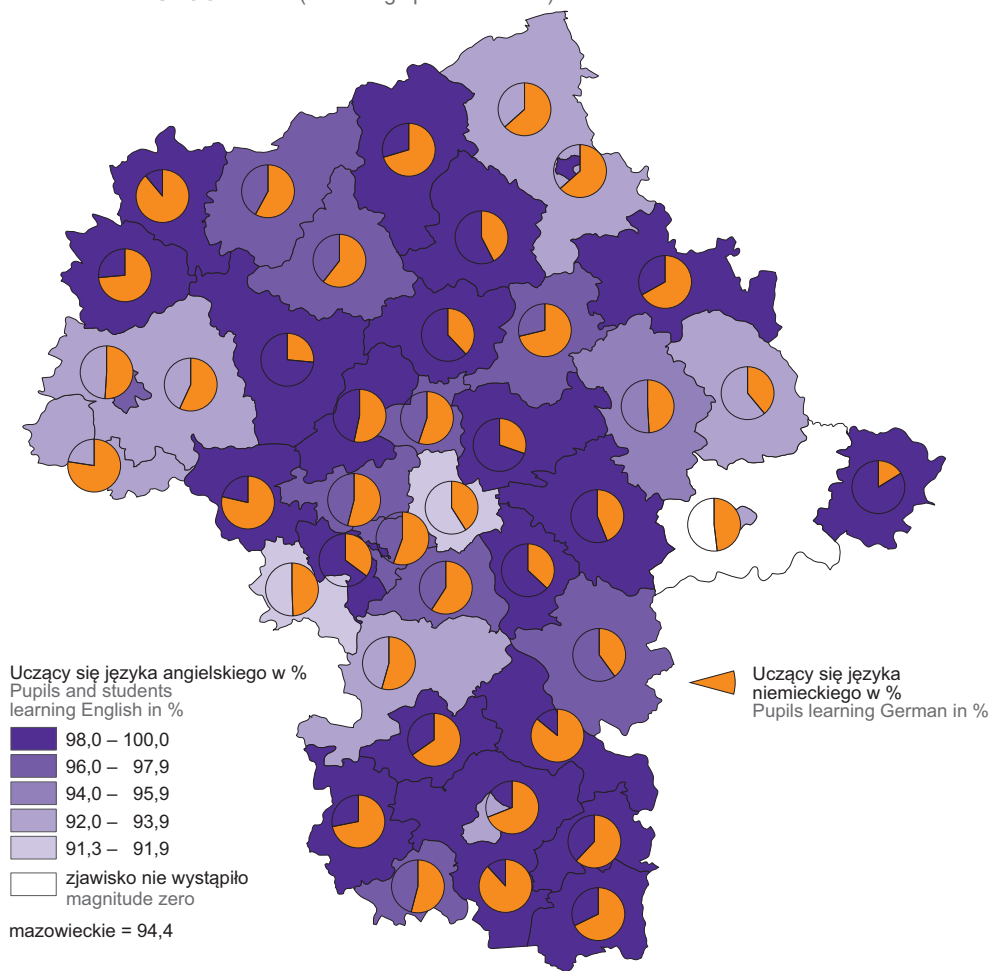 Uczący się języka angielskiego w %
Pupils and students
learning English in %
98,0 – 100,0
96,0 – 97,9
94,0 – 95,9
92,0 – 93,9
91,3 – 91,9
zjawisko nie wystąpiło
magnitude zero
mazowieckie = 94,4
Uczący się języka
niemieckiego w %
Pupils learning German in %